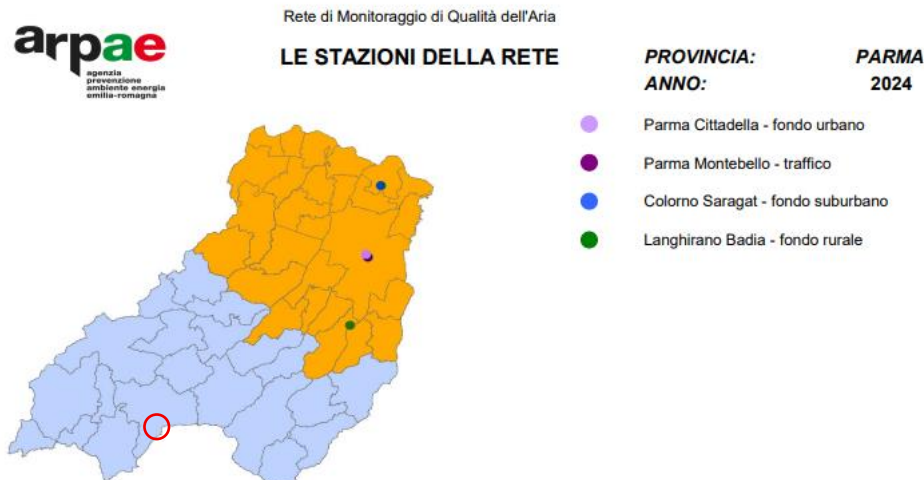 Rete di Monitoraggio di Qualità dell'Aria
arpae
agenzia
prevenzione
ambiente energia
emilia-romagna
LE STAZIONI DELLA RETE
PROVINCIA: PARMA
ANNO: 2024
Parma Cittadella - fondo urbano
Parma Montebello - traffico
Colorno Saragat - fondo suburbano
Langhirano Badia - fondo rurale